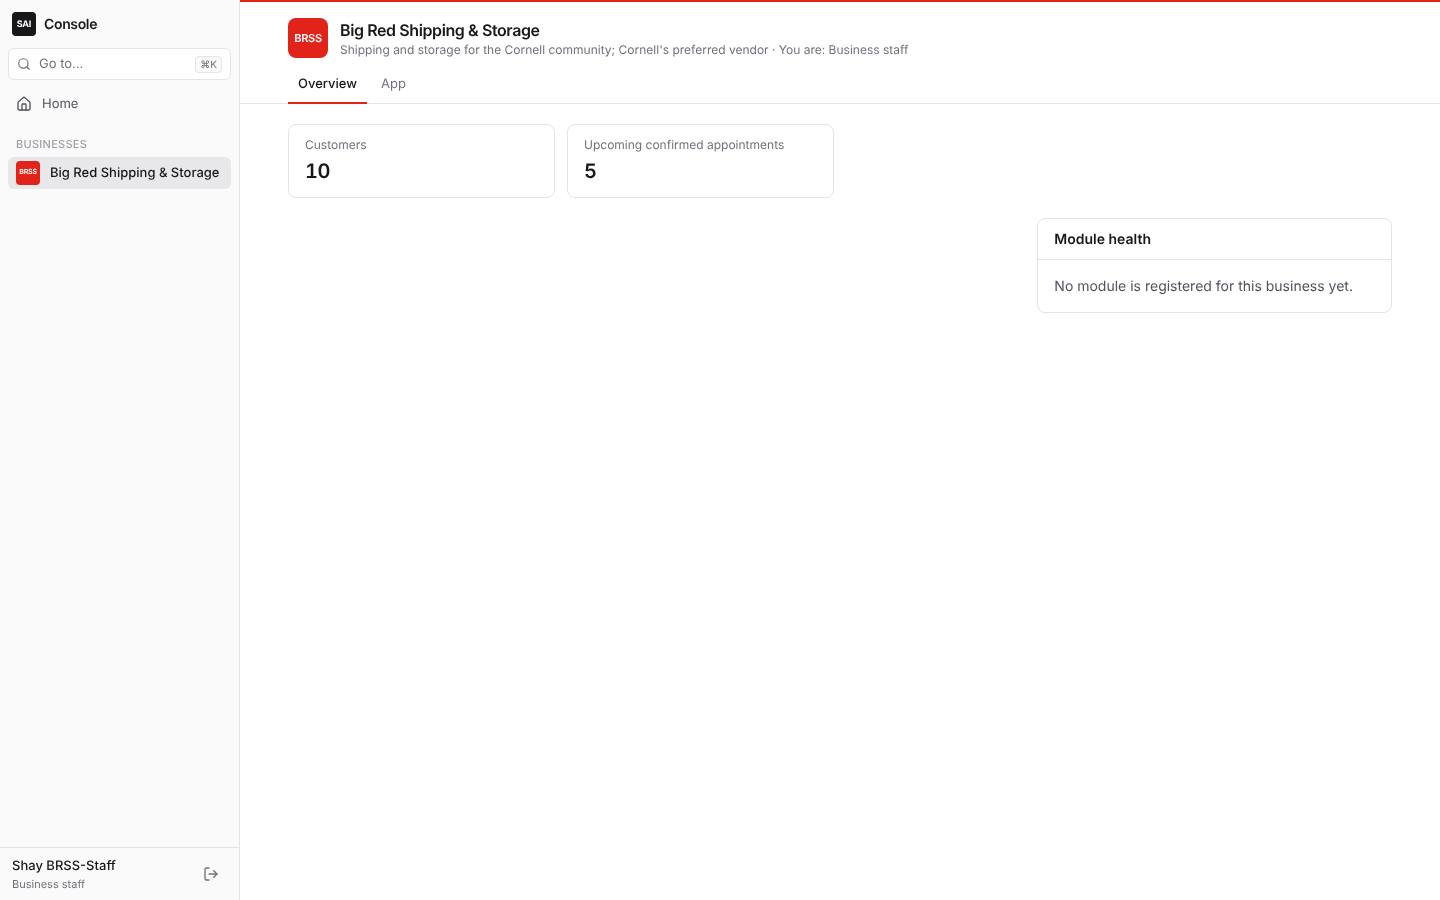 SAI Console
Go to... ⌘K
Home
BUSINESSES
BRSS Big Red Shipping & Storage
Shay BRSS-Staff
Business staff
BRSS
Big Red Shipping & Storage
Shipping and storage for the Cornell community; Cornell's preferred vendor · You are: Business staff
Overview App
Customers
10
Upcoming confirmed appointments
5
Module health
No module is registered for this business yet.